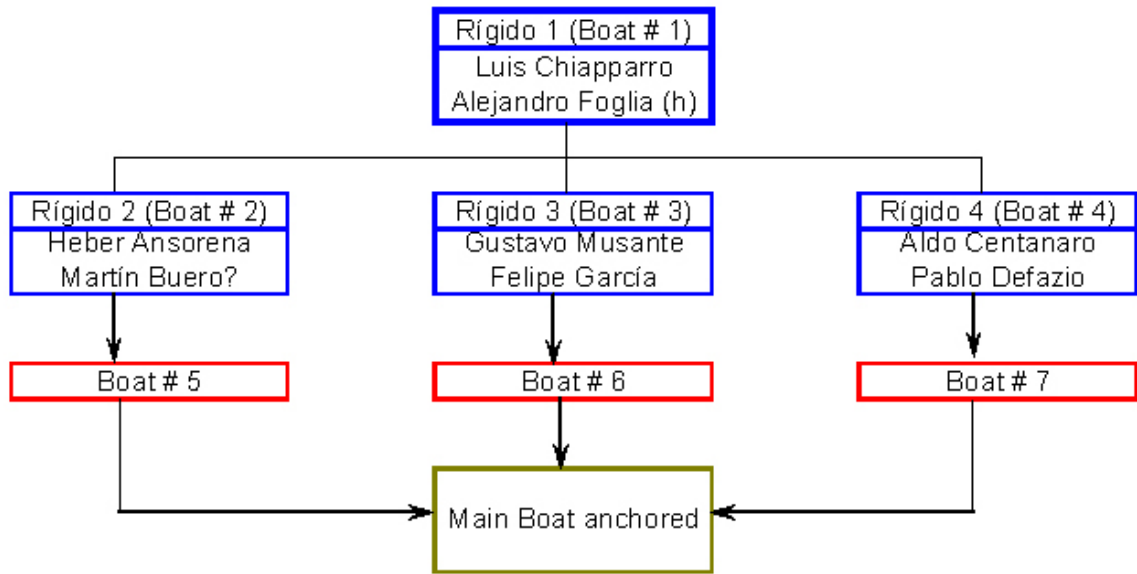 Rígido 1 (Boat # 1)
Luis Chiapparro
Alejandro Foglia (h)
Rígido 2 (Boat # 2)
Heber Ansorena
Martín Buero?
Rígido 3 (Boat # 3)
Gustavo Musante
Felipe García
Rígido 4 (Boat # 4)
Aldo Centanaro
Pablo Defazio
Boat # 5
Boat # 6
Boat # 7
Main Boat anchored